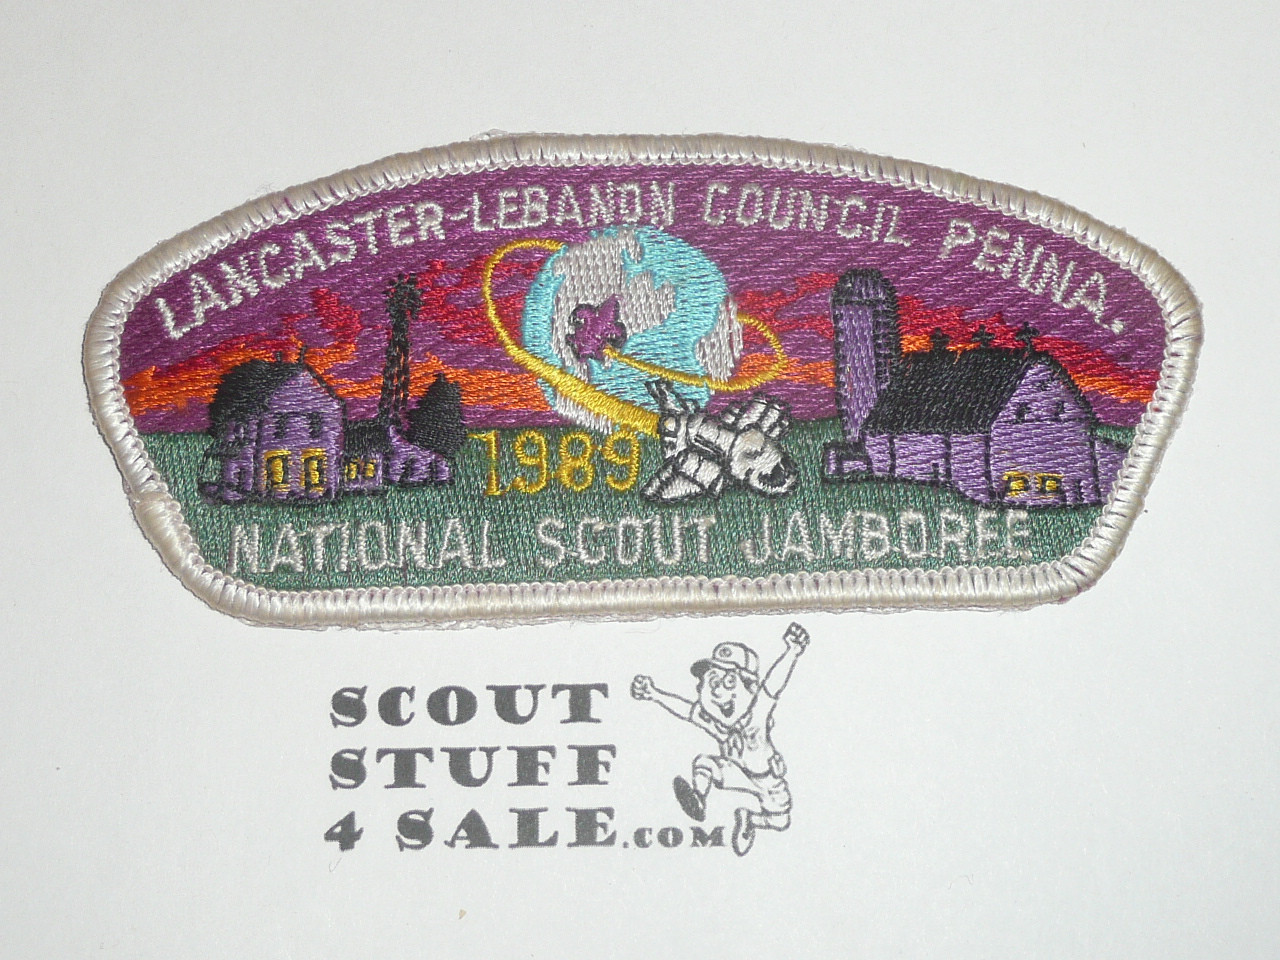 LANCASTER-LEBANON COUNCIL PENNA.
1989
NATIONAL SCOUT JAMBOREE
SCOUT
STUFF
4 SALE.COM